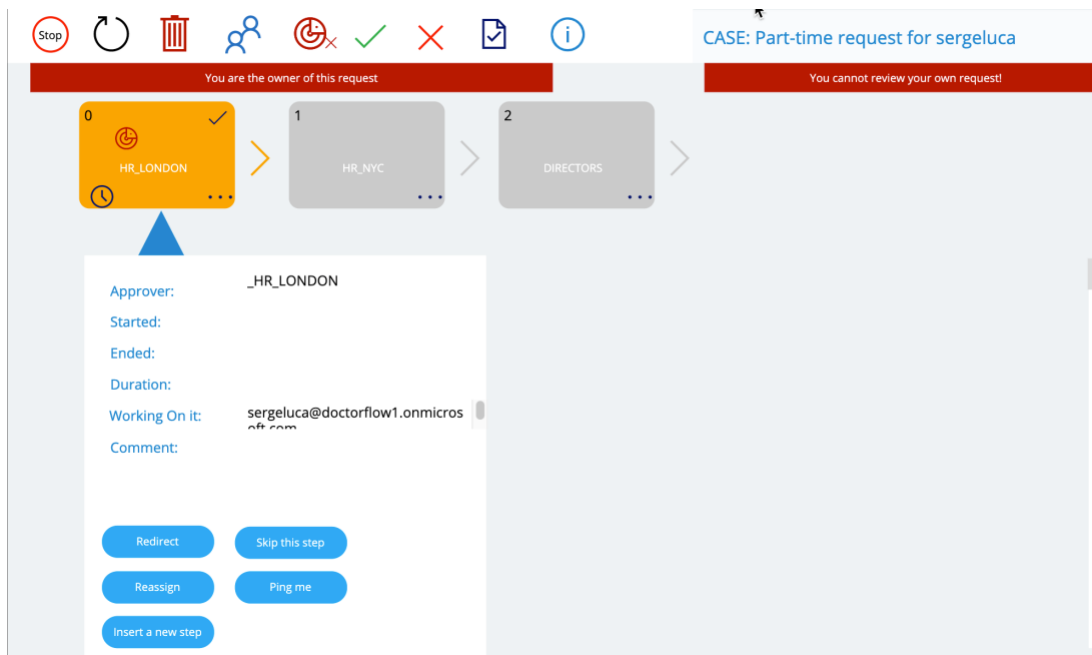 Stop
i
CASE: Part-time request for sergeluca
You are the owner of this request
You cannot review your own request!
0
HR_LONDON
1
HR_NYC
2
DIRECTORS
Approver:
_HR_LONDON
Started:
Ended:
Duration:
Working On it:
sergeluca@doctorflow1.onmicros
oft.com
Comment:
Redirect
Skip this step
Reassign
Ping me
Insert a new step